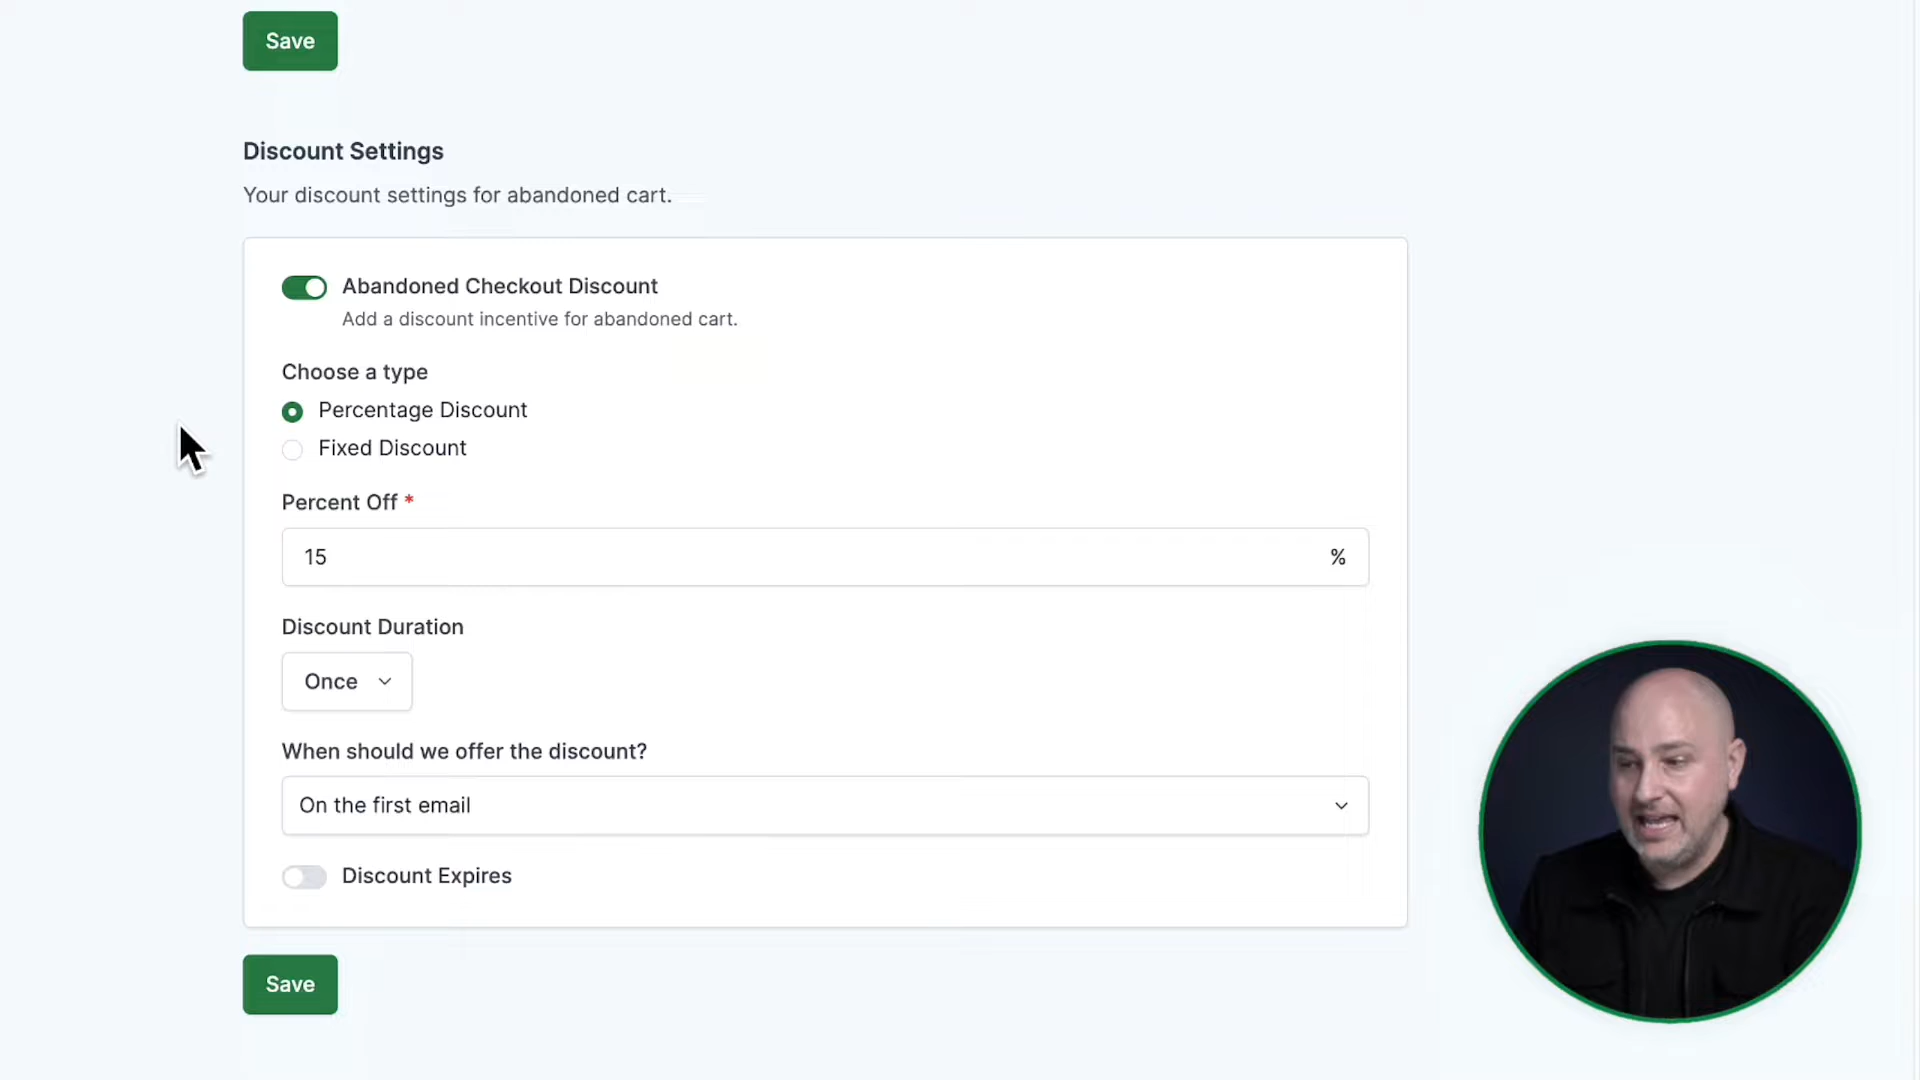 Save
Discount Settings
Your discount settings for abandoned cart.
Abandoned Checkout Discount
Add a discount incentive for abandoned cart.
Choose a type
Percentage Discount
Fixed Discount
Percent Off *
15 %
Discount Duration
Once
When should we offer the discount?
On the first email
Discount Expires
Save